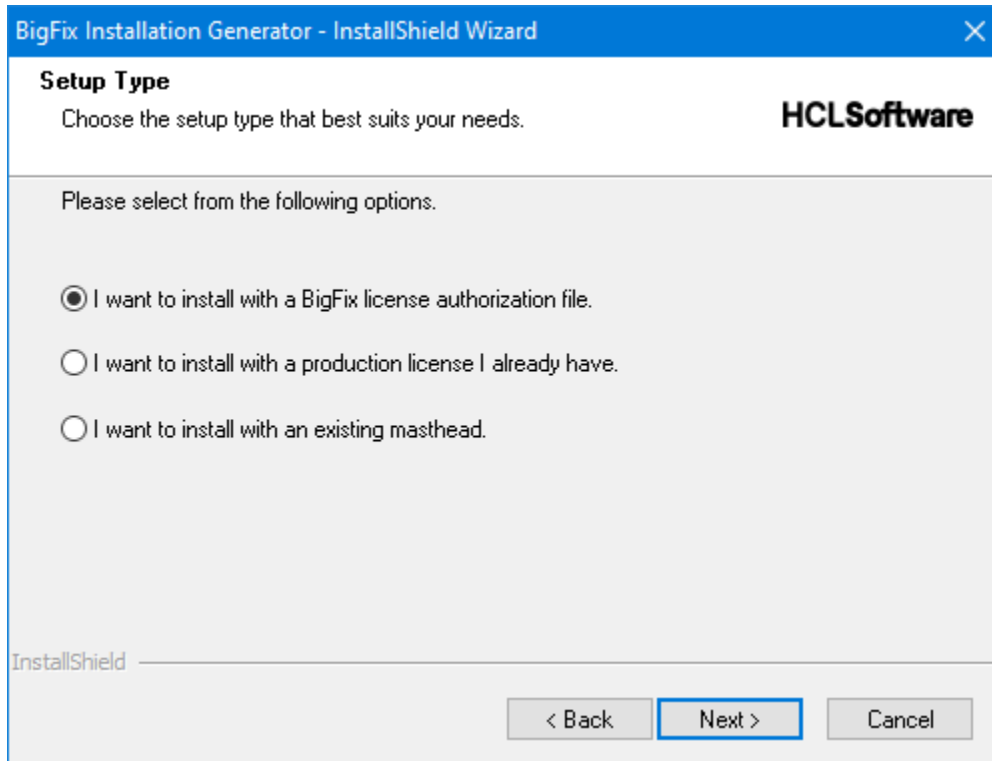 BigFix Installation Generator - InstallShield Wizard
Setup Type
Choose the setup type that best suits your needs.
HCLSoftware
Please select from the following options.
I want to install with a BigFix license authorization file.
I want to install with a production license I already have.
I want to install with an existing masthead.
InstallShield
< Back
Next >
Cancel